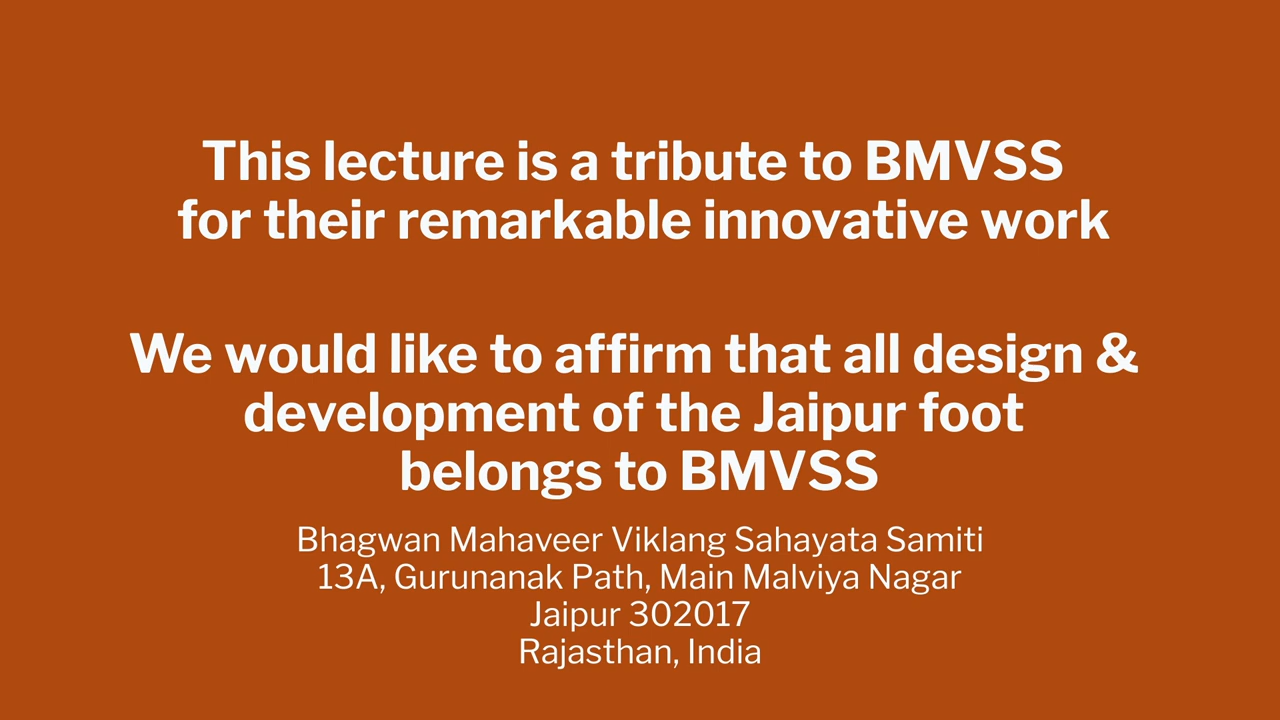 This lecture is a tribute to BMVSS
for their remarkable innovative work
We would like to affirm that all design &
development of the Jaipur foot
belongs to BMVSS
Bhagwan Mahaveer Viklang Sahayata Samiti
13A, Gurunanak Path, Main Malviya Nagar
Jaipur 302017
Rajasthan, India